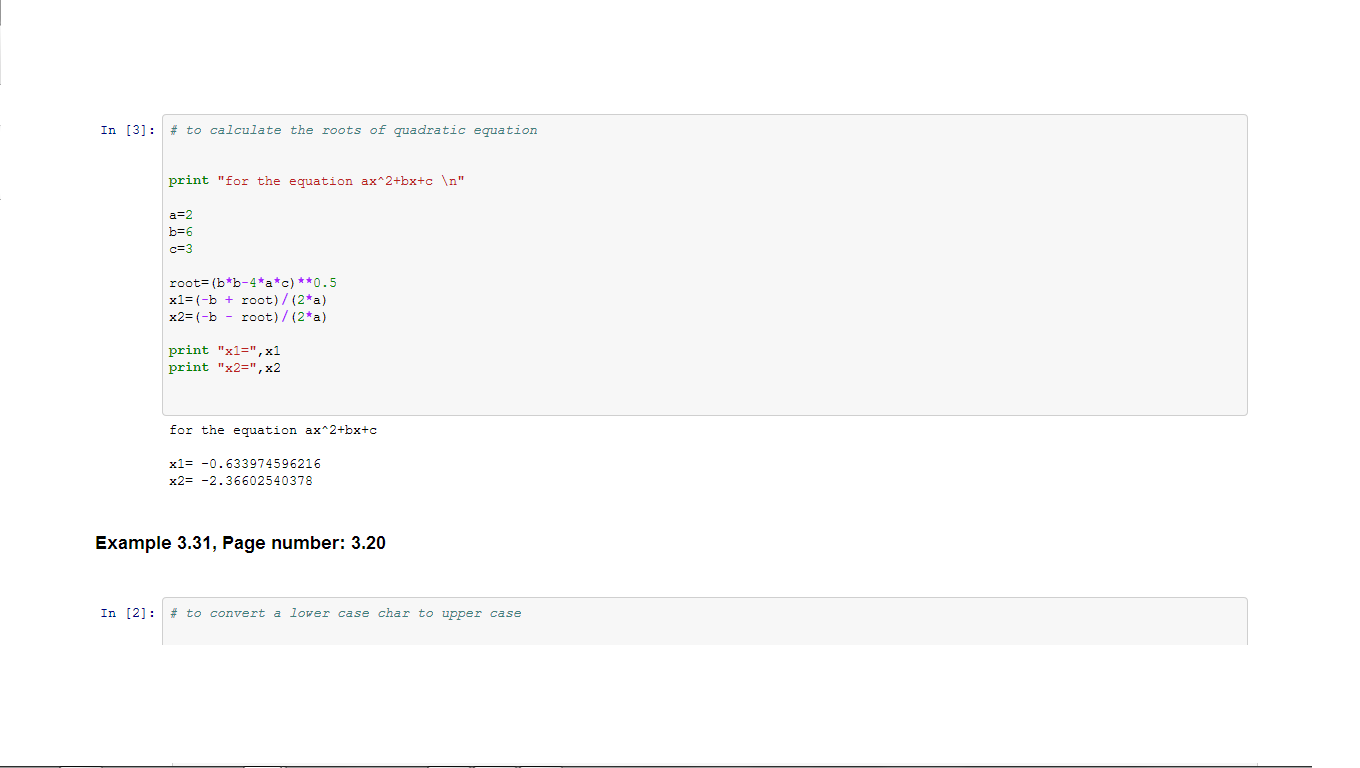 In [3]: # to calculate the roots of quadratic equation
print "for the equation ax^2+bx+c \n"
a=2
b=6
c=3
root=(b*b-4*a*c)**0.5
x1=(-b + root)/(2*a)
x2=(-b - root)/(2*a)
print "x1=",x1
print "x2=",x2
for the equation ax^2+bx+c
x1= -0.633974596216
x2= -2.36602540378
Example 3.31, Page number: 3.20
In [2]: # to convert a lower case char to upper case